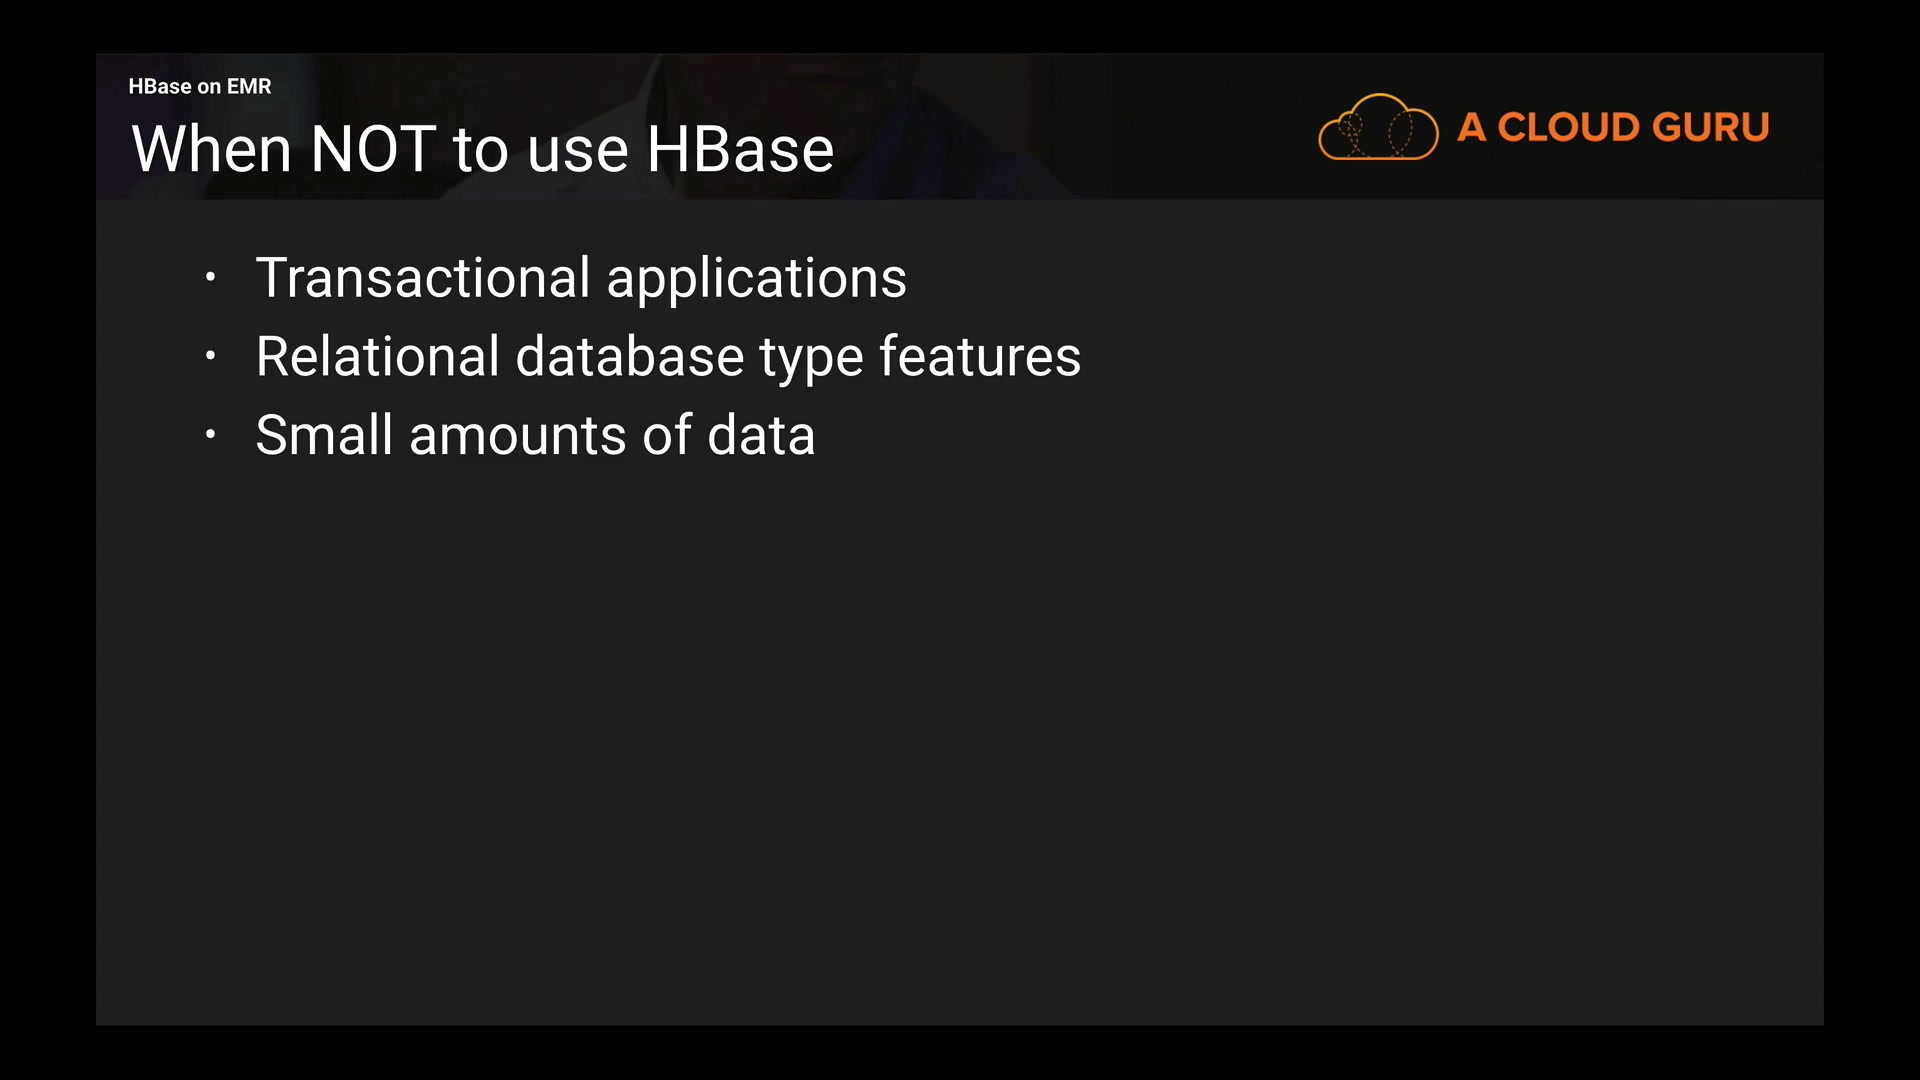 HBase on EMR
When NOT to use HBase
A CLOUD GURU
• Transactional applications
• Relational database type features
• Small amounts of data